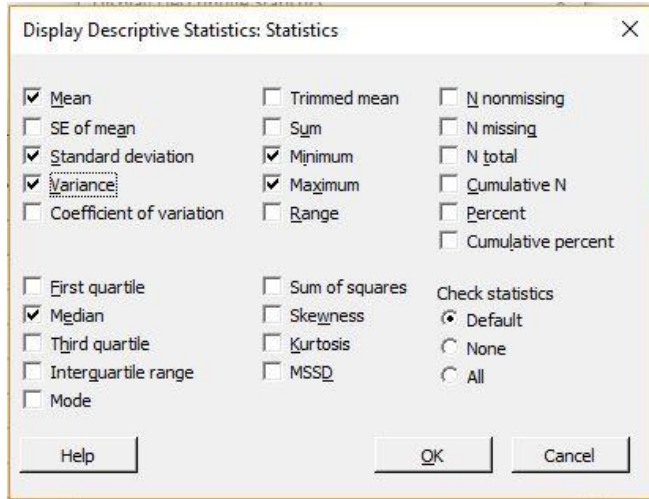 Display Descriptive Statistics: Statistics
Mean
SE of mean
Standard deviation
Variance
Coefficient of variation
Trimmed mean
Sum
Minimum
Maximum
Range
N nonmissing
N missing
N total
Cumulative N
Percent
Cumulative percent
First quartile
Median
Third quartile
Interguartile range
Mode
Sum of squares
Skewness
Kurtosis
MSSD
Check statistics
Default
None
All
Help
OK
Cancel